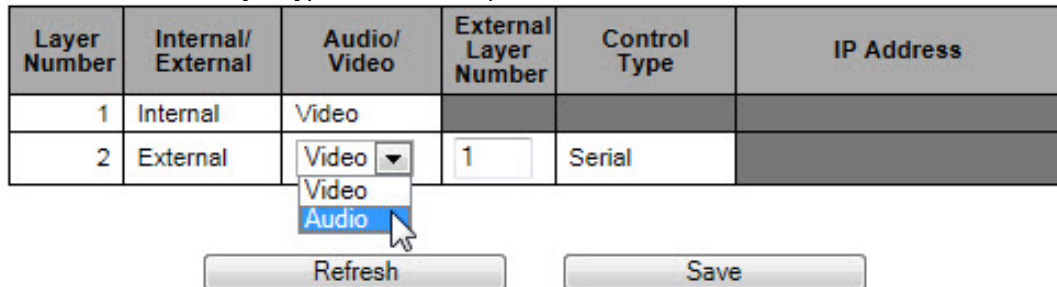 Layer Number Internal/ External Audio/ Video External Layer Number Control Type IP Address
1 Internal Video
2 External Video 1 Serial
Video
Audio
Refresh Save